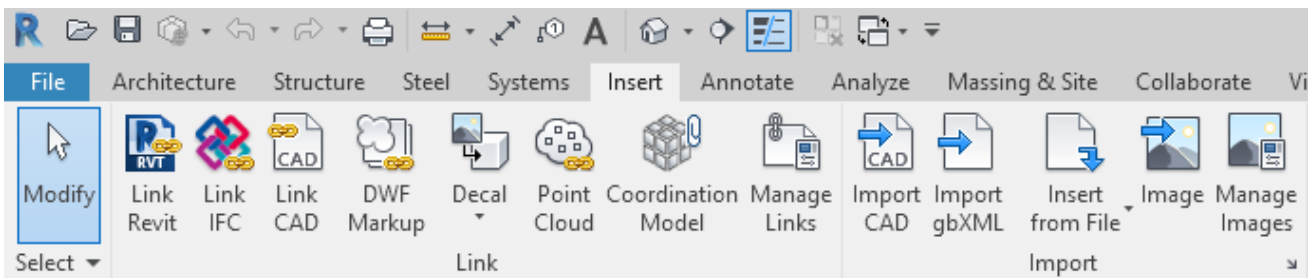 File Architecture Structure Steel Systems Insert Annotate Analyze Massing & Site Collaborate Vi
RVT CAD CAD
Modify Link Link Link DWF Decal Point Coordination Manage Import Import Insert Image Manage
Revit IFC CAD Markup Cloud Model Links CAD gbXML from File Images
Select Link Import